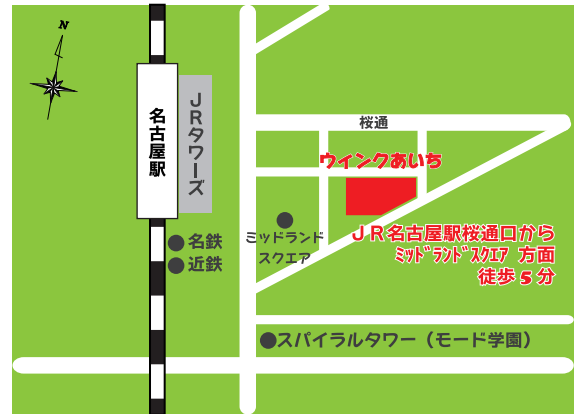 N
桜通
JRタワーズ
名古屋駅
ウィンクあいち
名鉄
近鉄
ミッドランド
スクエア
JR名古屋駅桜通口から
ミッドランドスクエア 方面
徒歩 5 分
スパイラルタワー（モード学園）